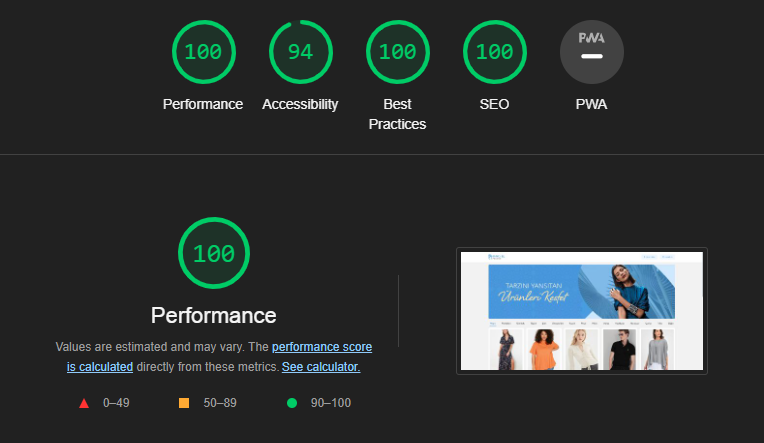 100
94
100
100
PWA
Performance
Accessibility
Best
Practices
SEO
PWA
100
Performance
Values are estimated and may vary. The performance score
is calculated directly from these metrics. See calculator.
0–49
50–89
90–100
TARZINI YANSITAN
Ürünleri Keşfet